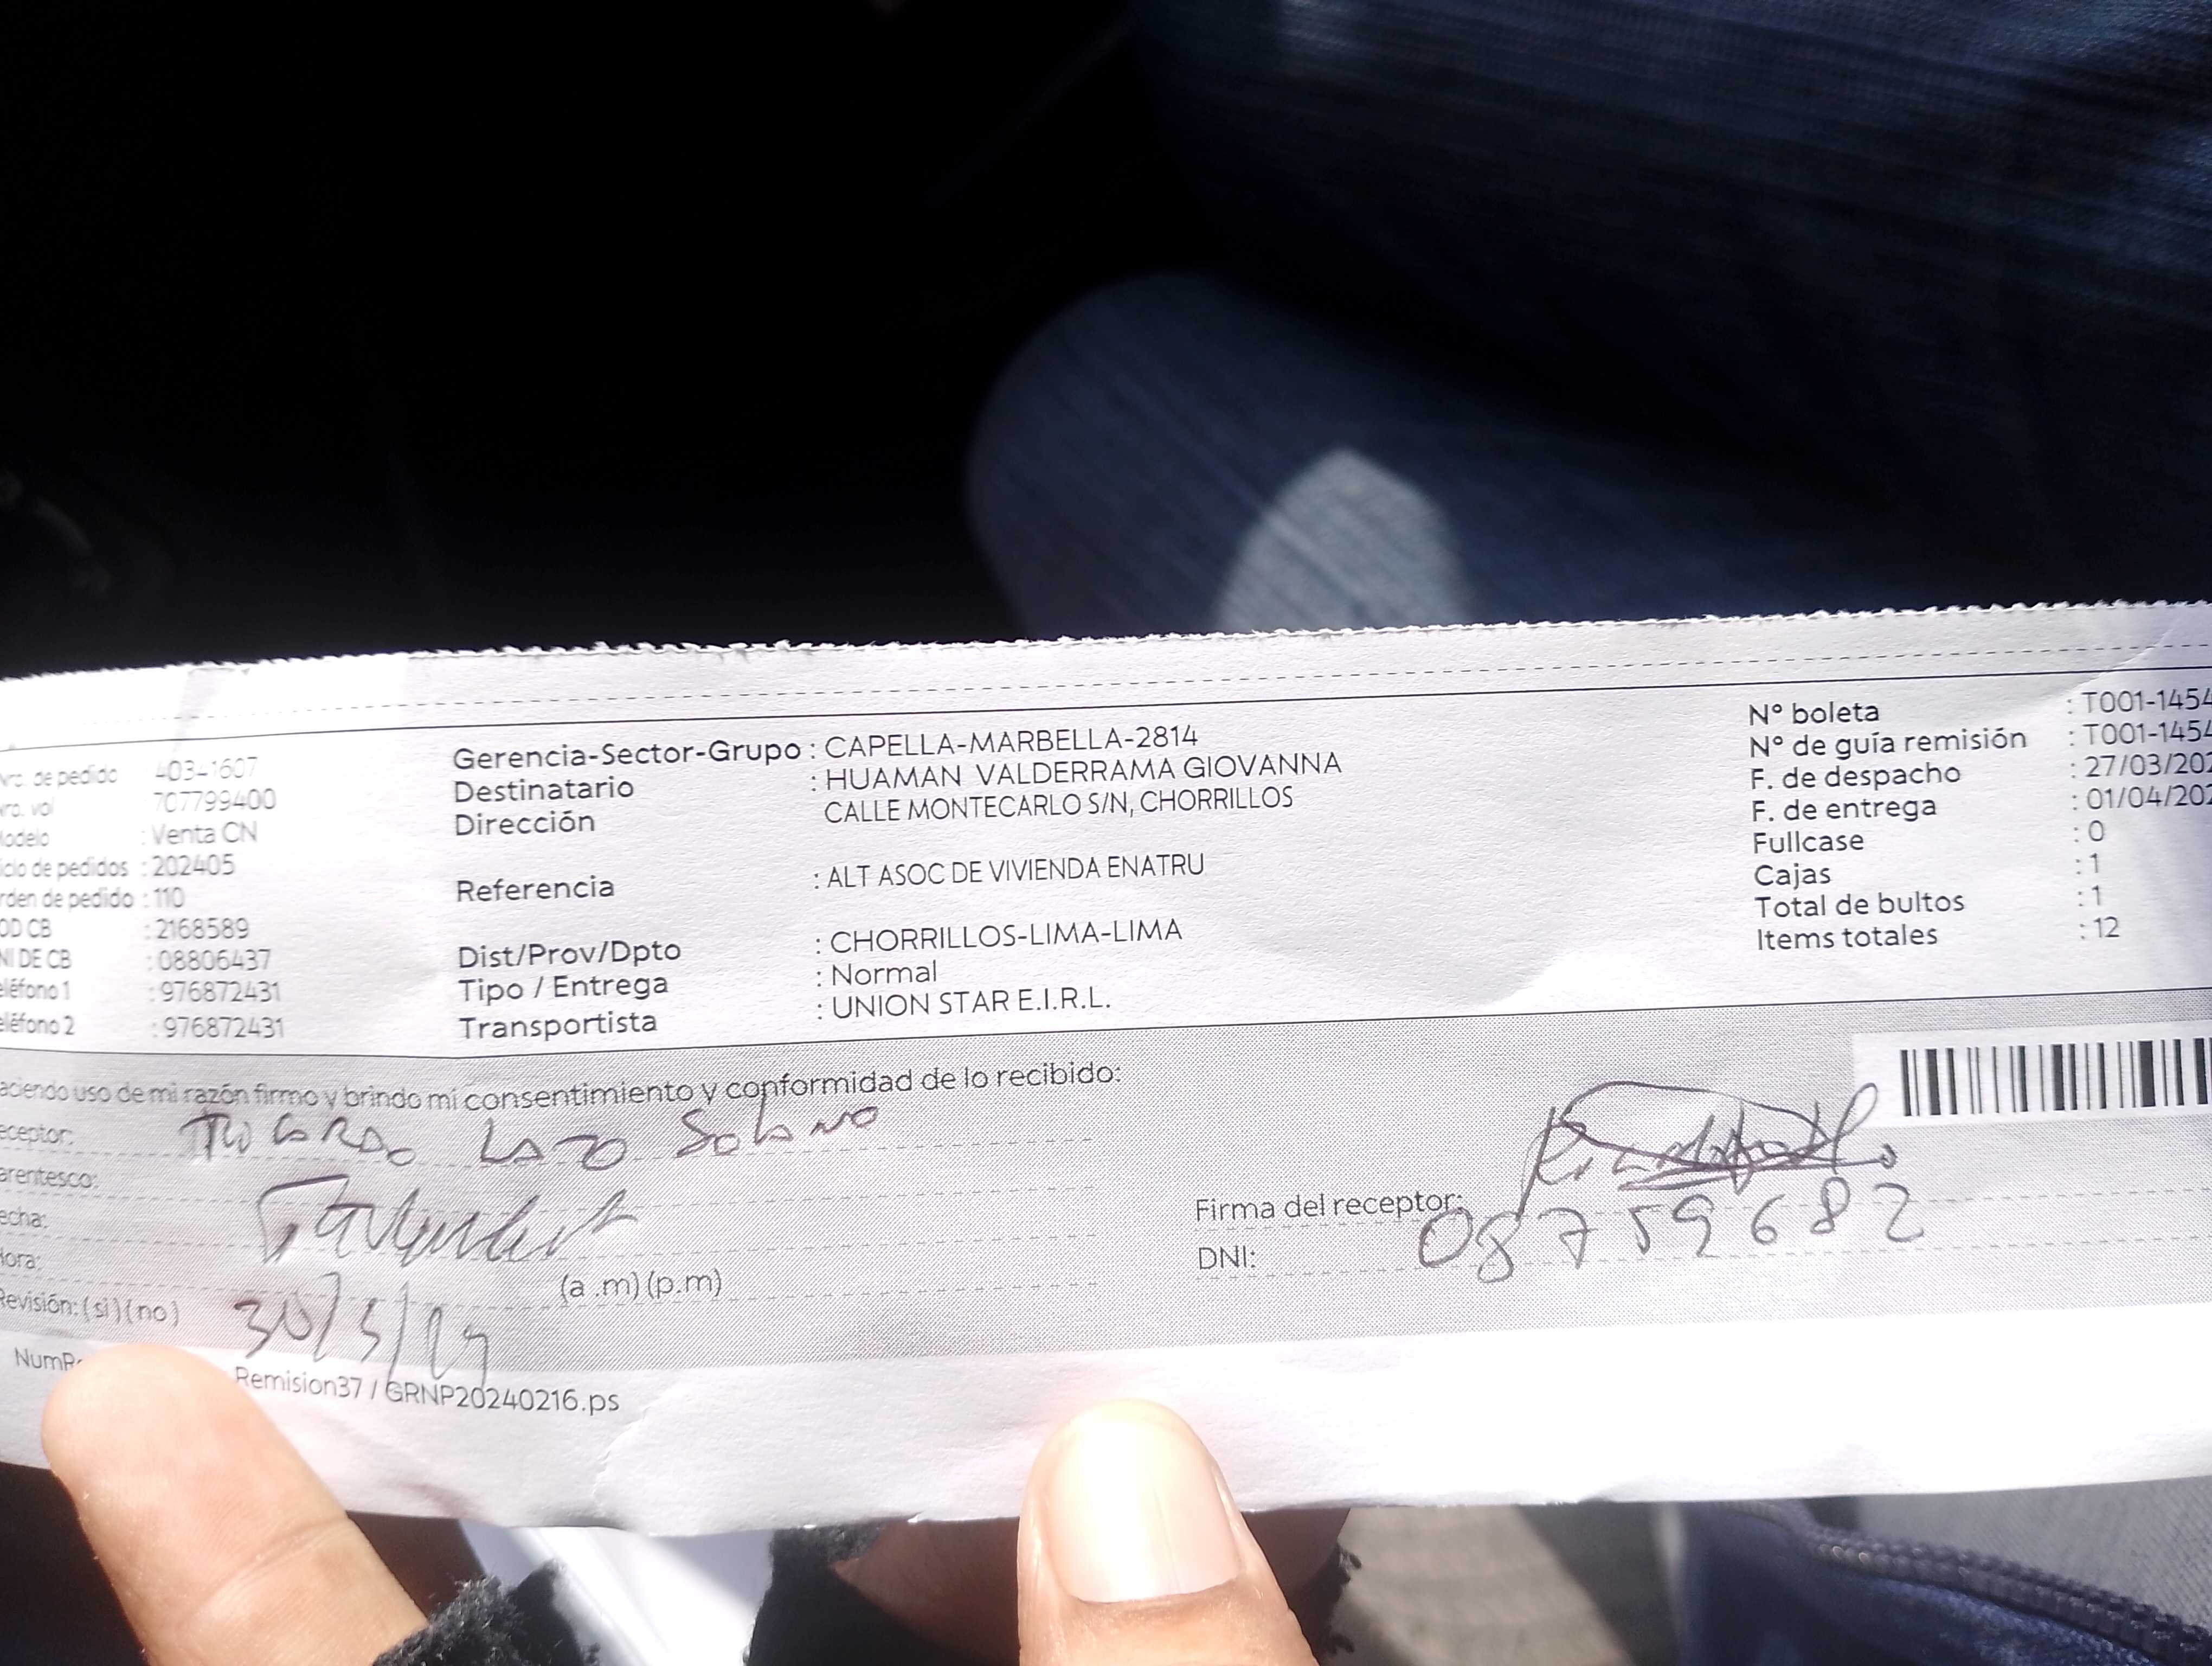 Nro. de pedido 40341607
Nro. vol 707799400
Modelo : Venta CN
ciclo de pedidos : 202405
orden de pedido : 110
COD CB : 2168589
DNI DE CB : 08806437
Teléfono 1 : 976872431
Teléfono 2 : 976872431
Gerencia-Sector-Grupo : CAPELLA-MARBELLA-2814
Destinatario : HUAMAN VALDERRAMA GIOVANNA
Dirección CALLE MONTECARLO S/N, CHORRILLOS
Referencia : ALT ASOC DE VIVIENDA ENATRU
Dist/Prov/Dpto : CHORRILLOS-LIMA-LIMA
Tipo / Entrega : Normal
Transportista : UNION STAR E.I.R.L.
N° boleta : T001-1454
N° de guía remisión : T001-1454
F. de despacho : 27/03/202
F. de entrega : 01/04/202
Fullcase : 0
Cajas : 1
Total de bultos : 1
Items totales : 12
aciendo uso de mi razón firmo y brindo mi consentimiento y conformidad de lo recibido:
eceptor: LAZO SOLANO
arentesco:
echa:
ora: (a .m) (p.m)
Revisión: (si) (no) 30/3/
Firma del receptor:
DNI: 08759682
NumR
Remision37 / GRNP20240216.ps